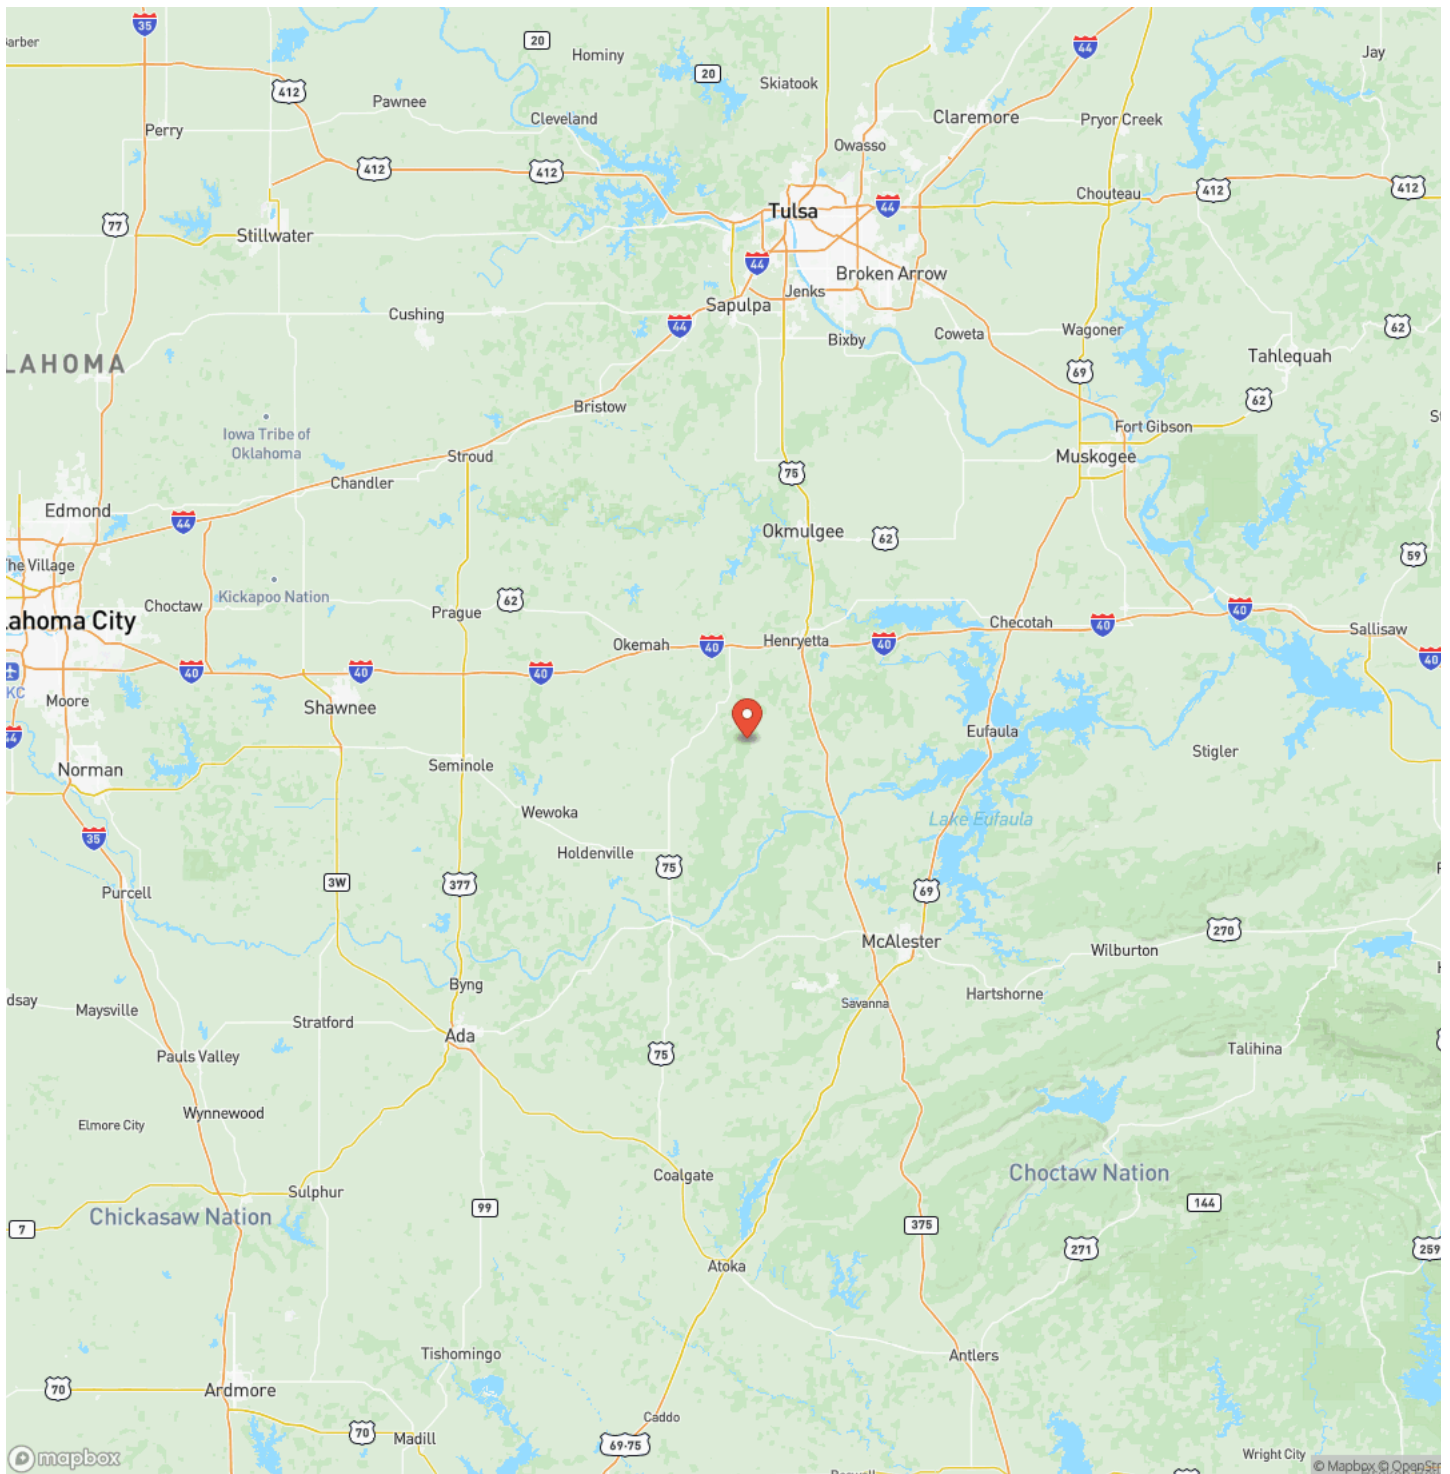 35
20
Hominy
44
Jay
arber
20
Skiatook
412
Pawnee
Cleveland
Claremore
Pryor Creek
Perry
Owasso
412
412
Chouteau
412
412
77
Tulsa
44
Stillwater
44
Broken Arrow
Jenks
Sapulpa
Cushing
44
Bixby
Coweta
Wagoner
62
LAHOMA
Tahlequah
69
62
Bristow
Iowa Tribe of
Oklahoma
Fort Gibson
St
Stroud
Muskogee
75
Chandler
Edmond
44
Okmulgee
62
59
he Village
Kickapoo Nation
62
Choctaw
Prague
40
lahoma City
Checotah
40
Sallisaw
Okemah
40
Henryetta
40
40
40
40
40
KC
Moore
Shawnee
44
Eufaula
Stigler
Norman
Seminole
Wewoka
Lake Eufaula
35
Holdenville
75
3W
377
69
Purcell
270
McAlester
Wilburton
Byng
Hartshorne
dsay
Maysville
Savanna
Stratford
Ada
Pauls Valley
75
Talihina
Wynnewood
Elmore City
Coalgate
Choctaw Nation
Sulphur
99
144
Chickasaw Nation
7
375
271
259
Atoka
Tishomingo
Antlers
70
Ardmore
Caddo
70
Madill
69-75
Wright City
mapbox
© Mapbox © OpenStr